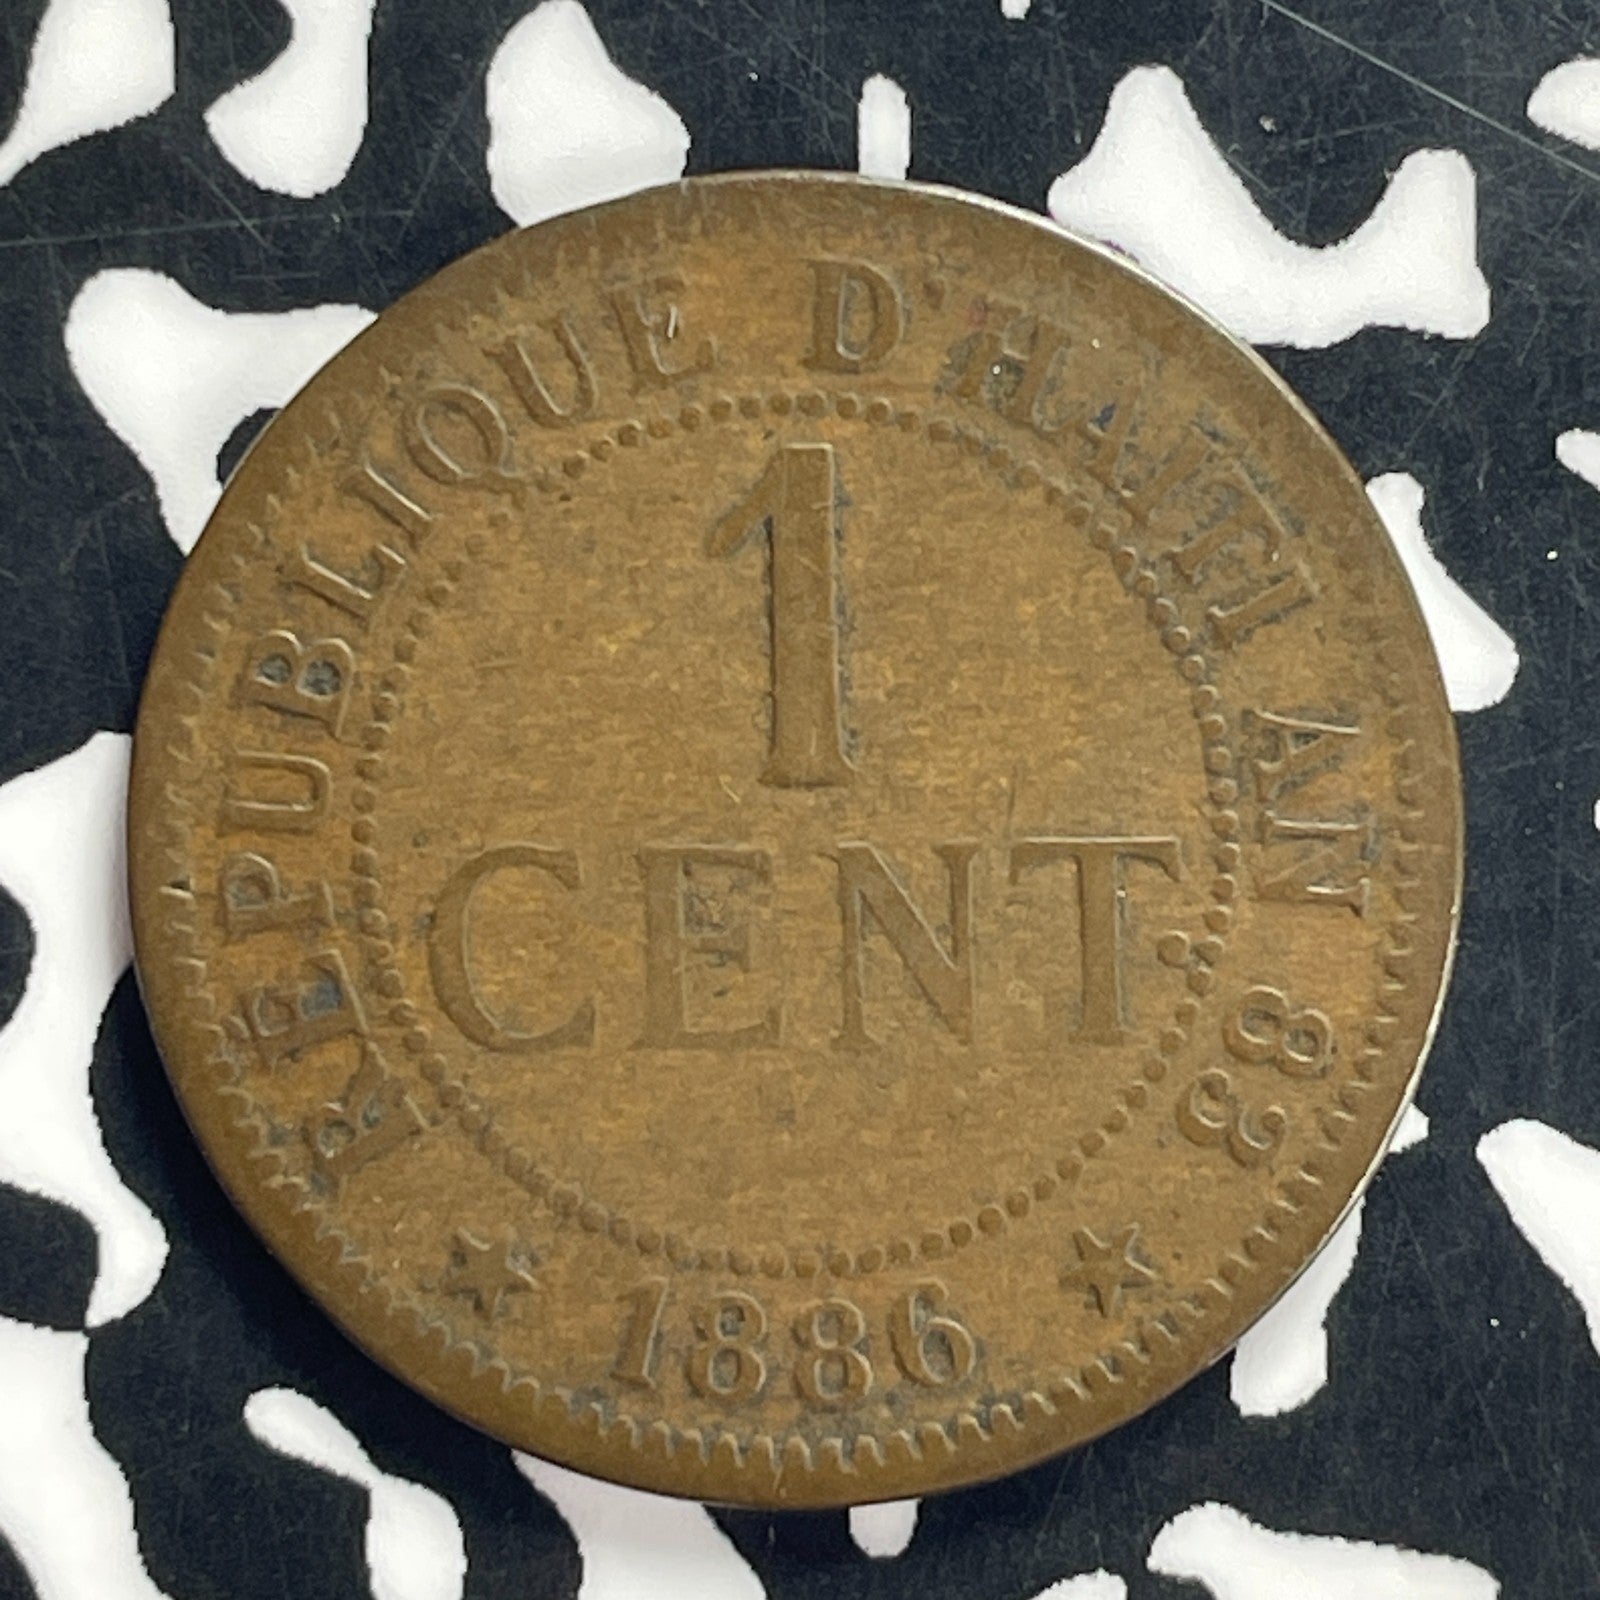 RÉPUBLIQUE D'HAITI AN 83
1
CENT
★ 1886 ★